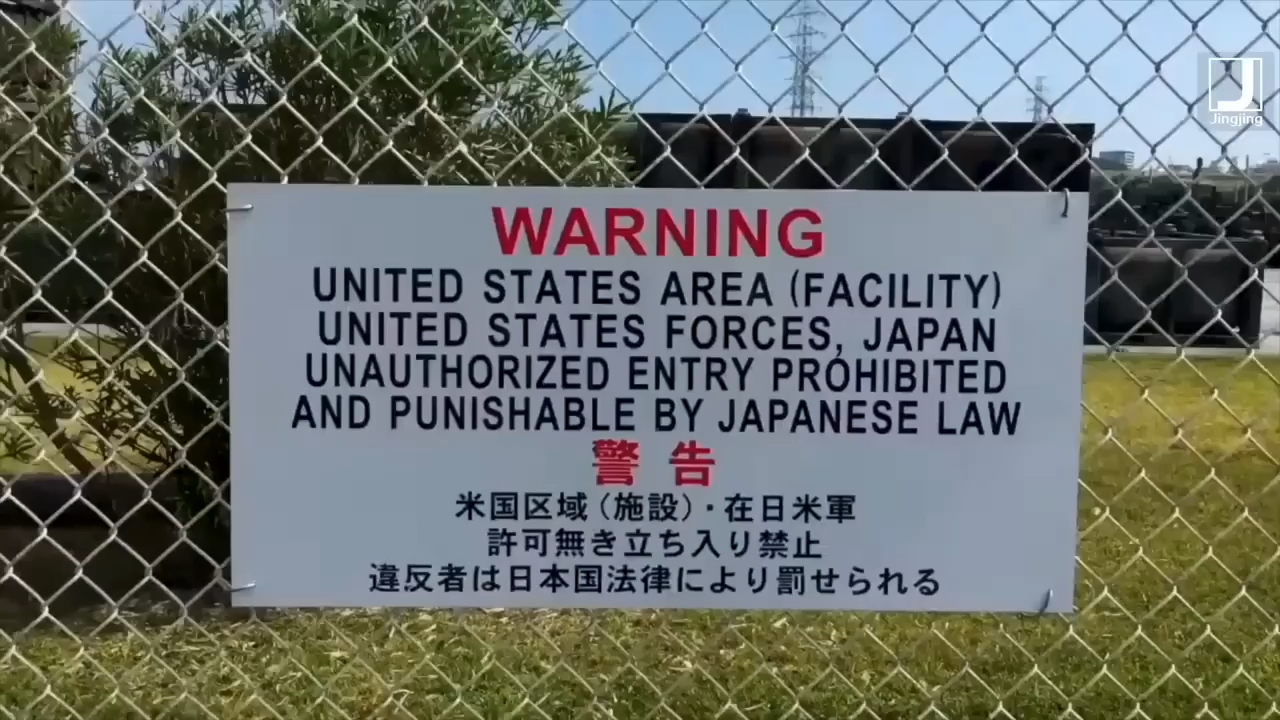 J
Jingjing
WARNING
UNITED STATES AREA (FACILITY)
UNITED STATES FORCES, JAPAN
UNAUTHORIZED ENTRY PROHIBITED
AND PUNISHABLE BY JAPANESE LAW
警告
米国区域(施設)・在日米軍
許可無き立ち入り禁止
違反者は日本国法律により罰せられる